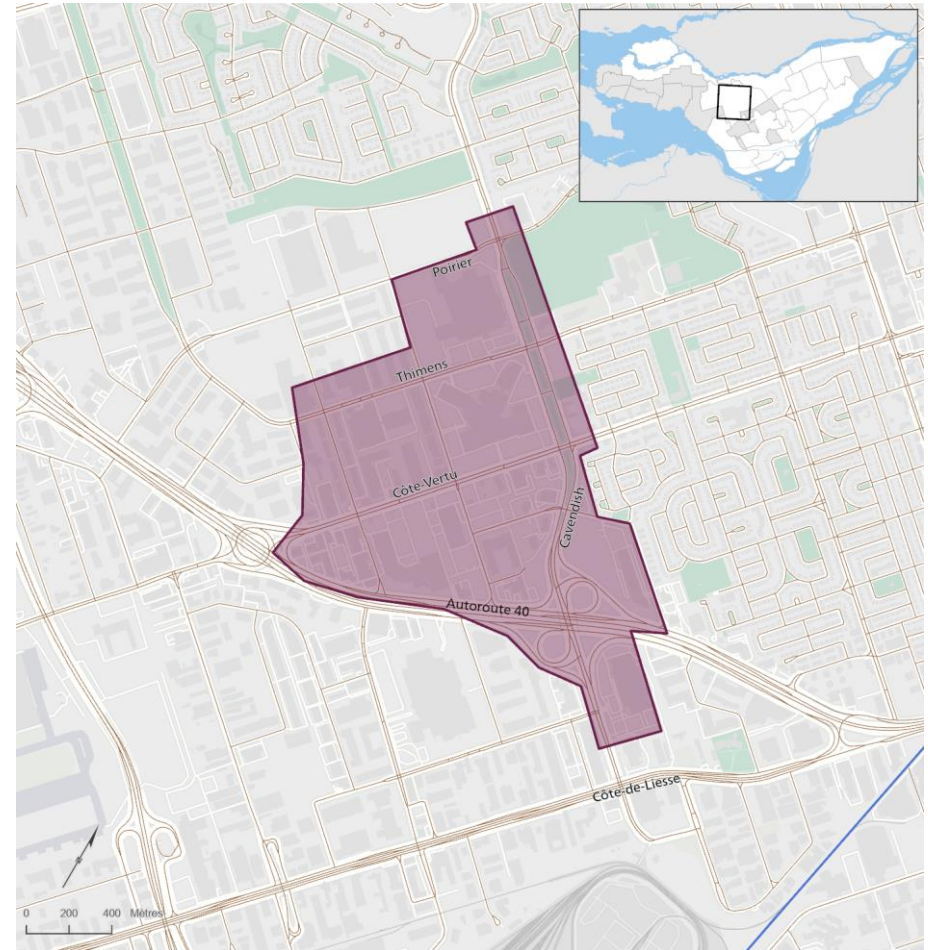 Poirier
Thimens
Côte-Vertu
Cavendish
Autoroute 40
Côte-de-Liesse
0 200 400 Mètres